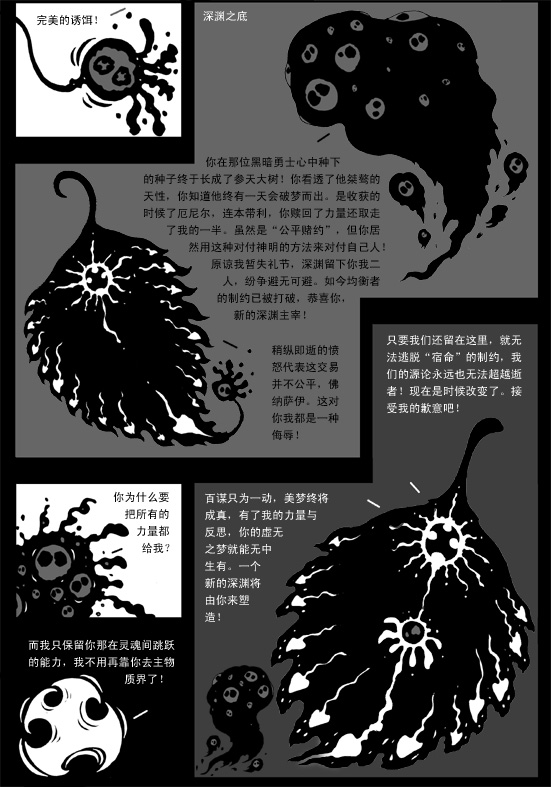 完美的诱饵！
深渊之底
你在那位黑暗勇士心中种下
的种子终于长成了参天大树！你看透了他桀骜的
天性，你知道他终有一天会破梦而出。是收获的
时候了厄尼尔，连本带利，你赎回了力量还取走
了我的一半。虽然是“公平赌约”，但你居
然用这种对付神明的方法来对付自己人！
原谅我暂失礼节，深渊留下你我二
人，纷争避无可避。如今均衡者
的制约已被打破，恭喜你，
新的深渊主宰！
稍纵即逝的愤
怒代表这交易
并不公平，佛
纳萨伊。这对
你我都是一种
侮辱！
只要我们还留在这里，就无
法逃脱“宿命”的制约，我
们的源论永远也无法超越逝
者！现在是时候改变了。接
受我的歉意吧！
你为什么要
把所有的
力量都
给我？
百谋只为一动，美梦终将
成真，有了我的力量与
反思，你的虚无
之梦就能无中
生有。一个
新的深渊将
由你来塑
造！
而我只保留你那在灵魂间跳跃
的能力，我不用再靠你去主物
质界了！